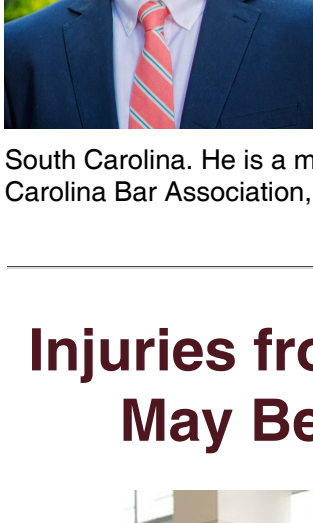 South Carolina. He is a m
Carolina Bar Association,
Injuries fro
May Be